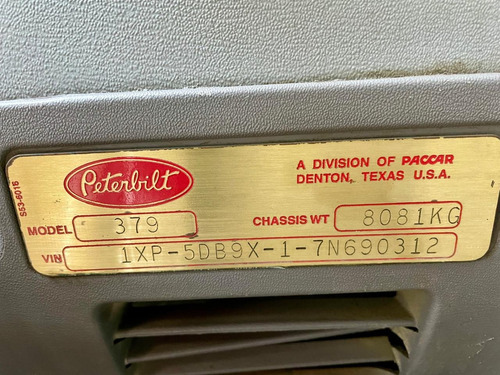 S53-6016
Peterbilt
A DIVISION OF PACCAR
DENTON, TEXAS U.S.A.
MODEL 379 CHASSIS WT 8081KG
VIN 1XP-5DB9X-1-7N690312